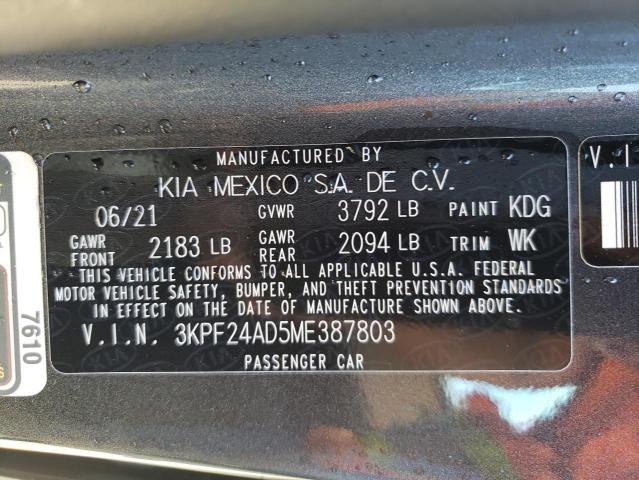 MANUFACTURED BY
KIA MEXICO S.A. DE C.V.
06/21 GVWR 3792 LB PAINT KDG
GAWR FRONT 2183 LB GAWR REAR 2094 LB TRIM WK
THIS VEHICLE CONFORMS TO ALL APPLICABLE U.S.A. FEDERAL
MOTOR VEHICLE SAFETY, BUMPER, AND THEFT PREVENTION STANDARDS
IN EFFECT ON THE DATE OF MANUFACTURE SHOWN ABOVE.
V.I.N. 3KPF24AD5ME387803
PASSENGER CAR
7610
V.I